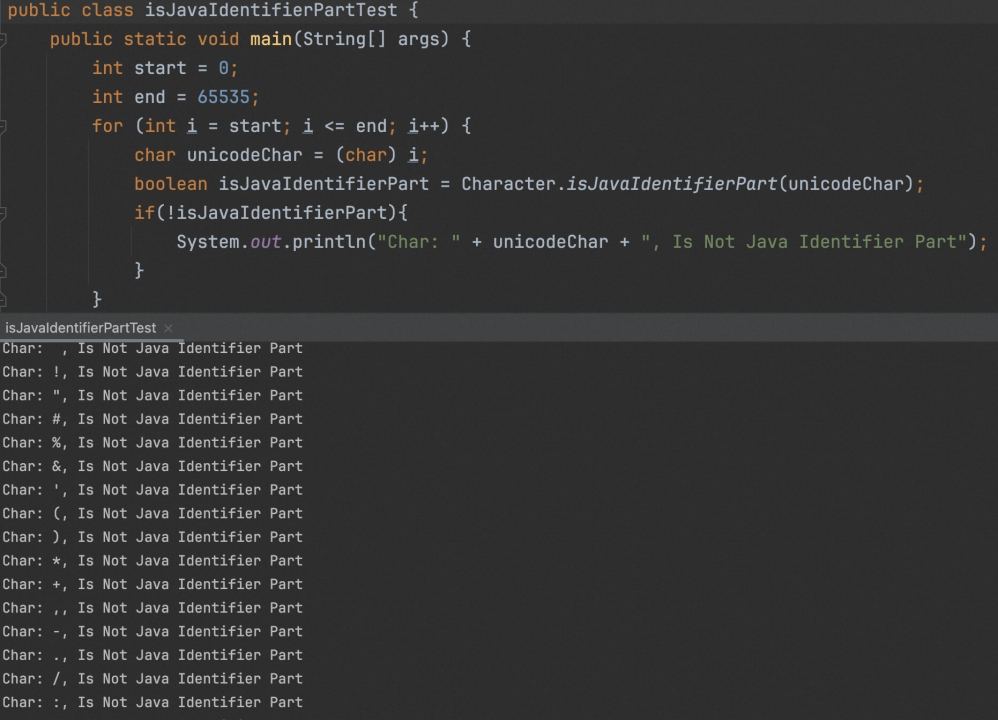 public class isJavaIdentifierPartTest {
public static void main(String[] args) {
int start = 0;
int end = 65535;
for (int i = start; i <= end; i++) {
char unicodeChar = (char) i;
boolean isJavaIdentifierPart = Character.isJavaIdentifierPart(unicodeChar);
if(!isJavaIdentifierPart){
System.out.println("Char: " + unicodeChar + ", Is Not Java Identifier Part");
}
}
isJavaIdentifierPartTest ×
Char:  , Is Not Java Identifier Part
Char: !, Is Not Java Identifier Part
Char: ", Is Not Java Identifier Part
Char: #, Is Not Java Identifier Part
Char: %, Is Not Java Identifier Part
Char: &, Is Not Java Identifier Part
Char: ', Is Not Java Identifier Part
Char: (, Is Not Java Identifier Part
Char: ), Is Not Java Identifier Part
Char: *, Is Not Java Identifier Part
Char: +, Is Not Java Identifier Part
Char: ,, Is Not Java Identifier Part
Char: -, Is Not Java Identifier Part
Char: ., Is Not Java Identifier Part
Char: /, Is Not Java Identifier Part
Char: :, Is Not Java Identifier Part